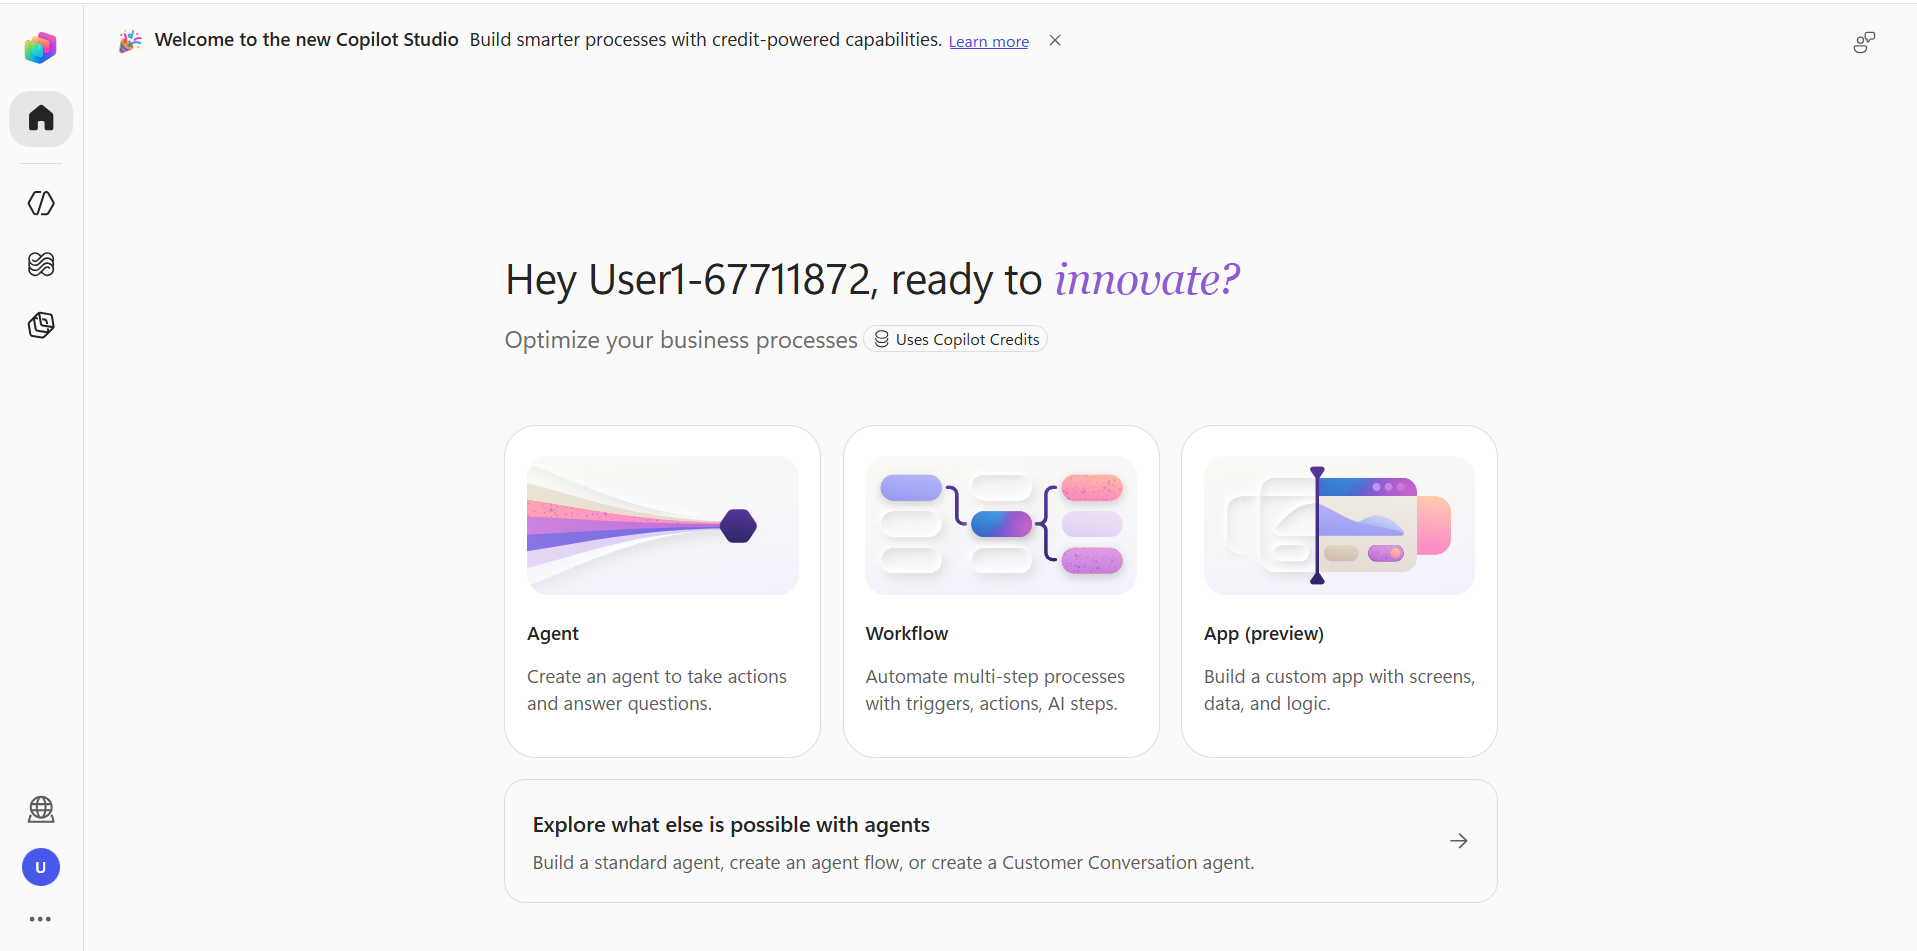 Welcome to the new Copilot Studio Build smarter processes with credit-powered capabilities. Learn more
Hey User1-67711872, ready to innovate?
Optimize your business processes Uses Copilot Credits
Agent
Create an agent to take actions
and answer questions.
Workflow
Automate multi-step processes
with triggers, actions, AI steps.
App (preview)
Build a custom app with screens,
data, and logic.
Explore what else is possible with agents
Build a standard agent, create an agent flow, or create a Customer Conversation agent.
U